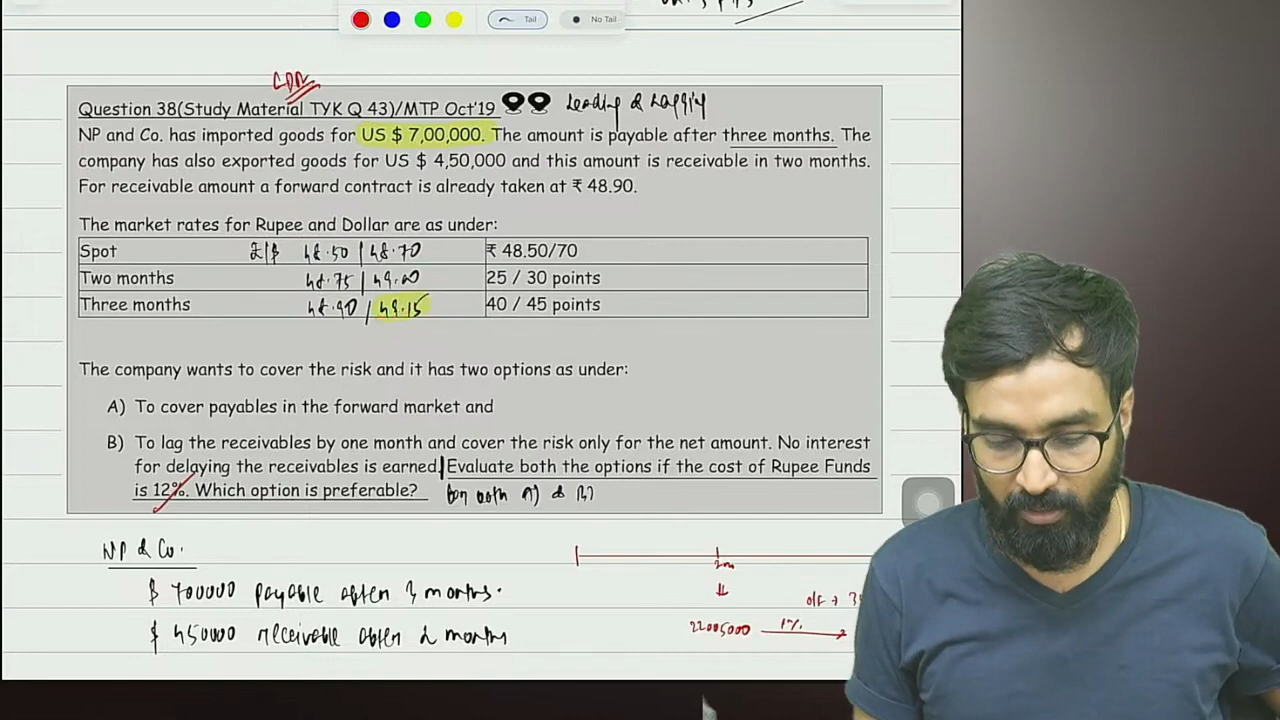 Tail No Tail
CDR
Question 38(Study Material TYK Q 43)/MTP Oct'19 Leading & Lagging
NP and Co. has imported goods for US $ 7,00,000. The amount is payable after three months. The
company has also exported goods for US $ 4,50,000 and this amount is receivable in two months.
For receivable amount a forward contract is already taken at ₹ 48.90.
The market rates for Rupee and Dollar are as under:
Spot ₹/$ 48.50 / 48.70 ₹ 48.50/70
Two months 48.75 / 49.00 25 / 30 points
Three months 48.90 / 49.15 40 / 45 points
The company wants to cover the risk and it has two options as under:
A) To cover payables in the forward market and
B) To lag the receivables by one month and cover the risk only for the net amount. No interest
for delaying the receivables is earned. Evaluate both the options if the cost of Rupee Funds
is 12%. Which option is preferable? for both A) & B)
NP & Co.
$ 700000 payable after 3 months.
$ 450000 receivable after 2 months
2m
22005000 1%